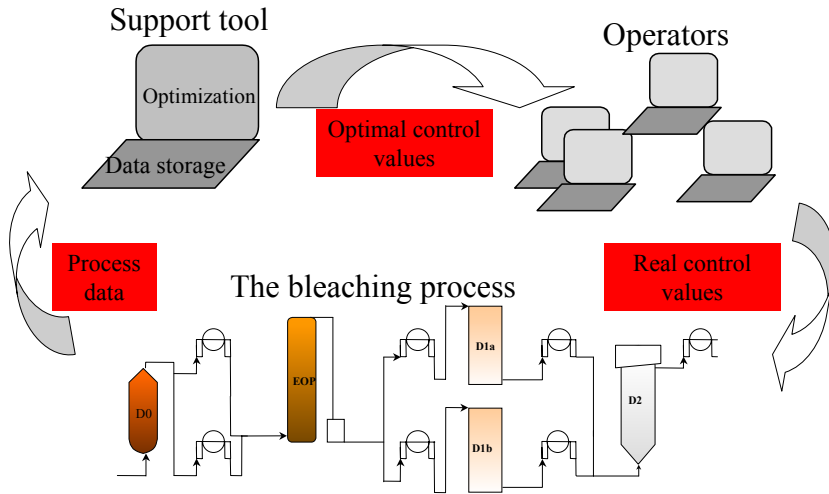 Support tool
Operators
Optimization
Data storage
Optimal control
values
Process
data
Real control
values
The bleaching process
D0
EOP
D1a
D1b
D2